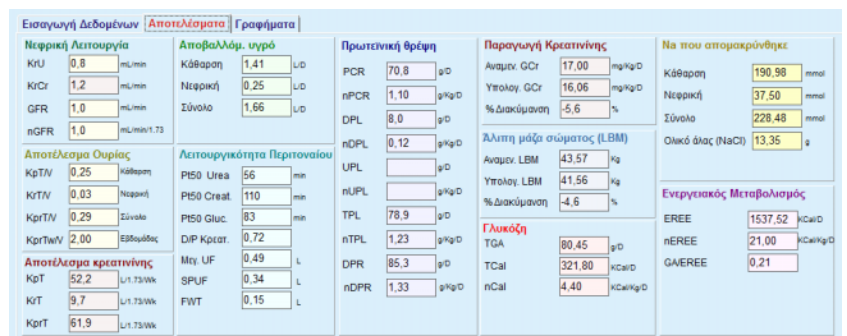 Εισαγωγή Δεδομένων Αποτελέσματα Γραφήματα
Νεφρική Λειτουργία
KrU 0,8 mL/min
KrCr 1,2 mL/min
GFR 1,0 mL/min
nGFR 1,0 mL/min/1.73
Αποτέλεσμα Ουρίας
KpT/V 0,25 Κάθαρση
KrT/V 0,03 Νεφρική
KprT/V 0,29 Σύνολο
KprTw/V 2,00 Εβδομάδας
Αποτέλεσμα κρεατινίνης
KpT 52,2 L/1.73/Wk
KrT 9,7 L/1.73/Wk
KprT 61,9 L/1.73/Wk
Αποβαλλόμ. υγρό
Κάθαρση 1,41 L/D
Νεφρική 0,25 L/D
Σύνολο 1,66 L/D
Λειτουργικότητα Περιτοναίου
Pt50 Urea 56 min
Pt50 Creat. 110 min
Pt50 Gluc. 83 min
D/P Κρεατ. 0,72
Μεγ. UF 0,49 L
SPUF 0,34 L
FWT 0,15 L
Πρωτεϊνική θρέψη
PCR 70,8 g/D
nPCR 1,10 g/Kg/D
DPL 8,0 g/D
nDPL 0,12 g/Kg/D
UPL g/D
nUPL g/Kg/D
TPL 78,9 g/D
nTPL 1,23 g/Kg/D
DPR 85,3 g/D
nDPR 1,33 g/Kg/D
Παραγωγή Κρεατινίνης
Αναμεν. GCr 17,00 mg/Kg/D
Υπολογ. GCr 16,06 mg/Kg/D
% Διακύμανση -5,6 %
Άλιπη μάζα σώματος (LBM)
Αναμεν. LBM 43,57 Kg
Υπολογ. LBM 41,56 Kg
% Διακύμανση -4,6 %
Γλυκόζη
TGA 80,45 g/D
TCal 321,80 KCal/D
nCal 4,40 KCal/Kg/D
Na που απομακρύνθηκε
Κάθαρση 190,98 mmol
Νεφρική 37,50 mmol
Σύνολο 228,48 mmol
Ολικό άλας (NaCl) 13,35 g
Ενεργειακός Μεταβολισμός
EREE 1537,52 KCal/D
nEREE 21,00 KCal/Kg/D
GA/EREE 0,21